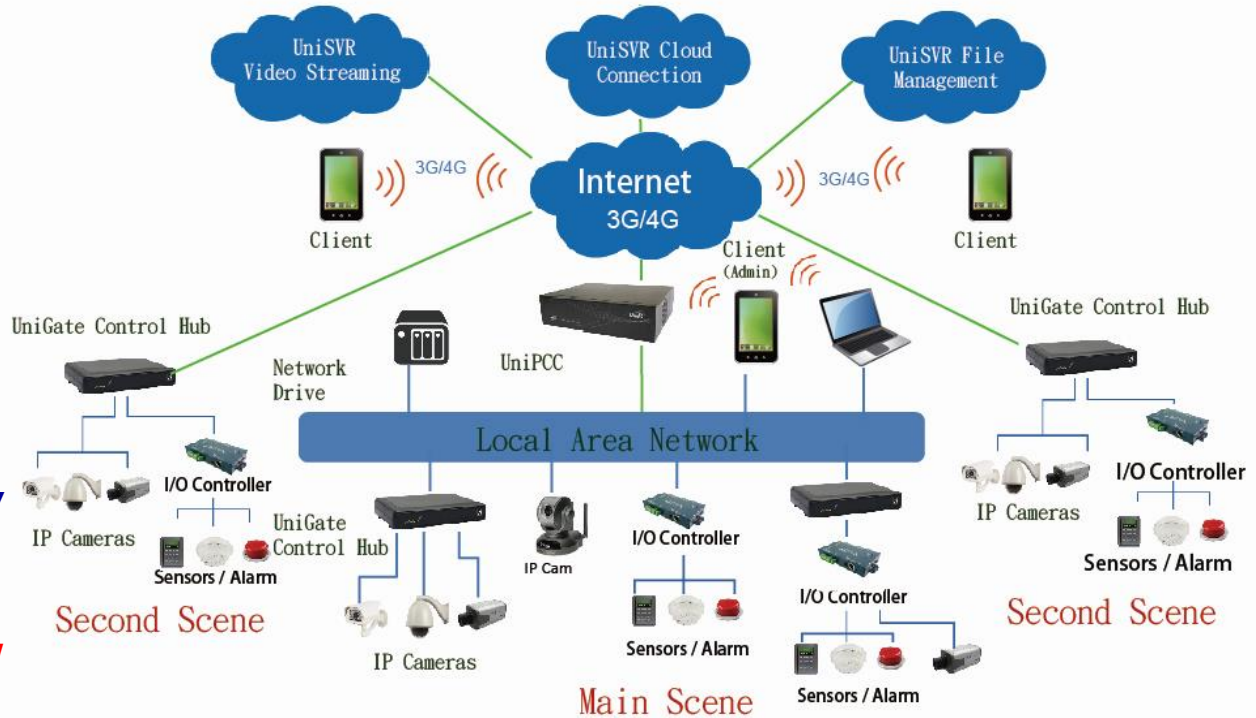 UniSVR
Video Streaming
UniSVR Cloud
Connection
UniSVR File
Management
3G/4G
Internet
3G/4G
3G/4G
Client
Client
(Admin)
Client
UniGate Control Hub
UniGate Control Hub
Network
Drive
UniPCC
Local Area Network
I/O Controller
IP Cameras
Sensors / Alarm
Second Scene
UniGate
Control Hub
IP Cameras
IP Cam
I/O Controller
Sensors / Alarm
I/O Controller
Sensors / Alarm
Main Scene
IP Cameras
I/O Controller
Sensors / Alarm
Second Scene